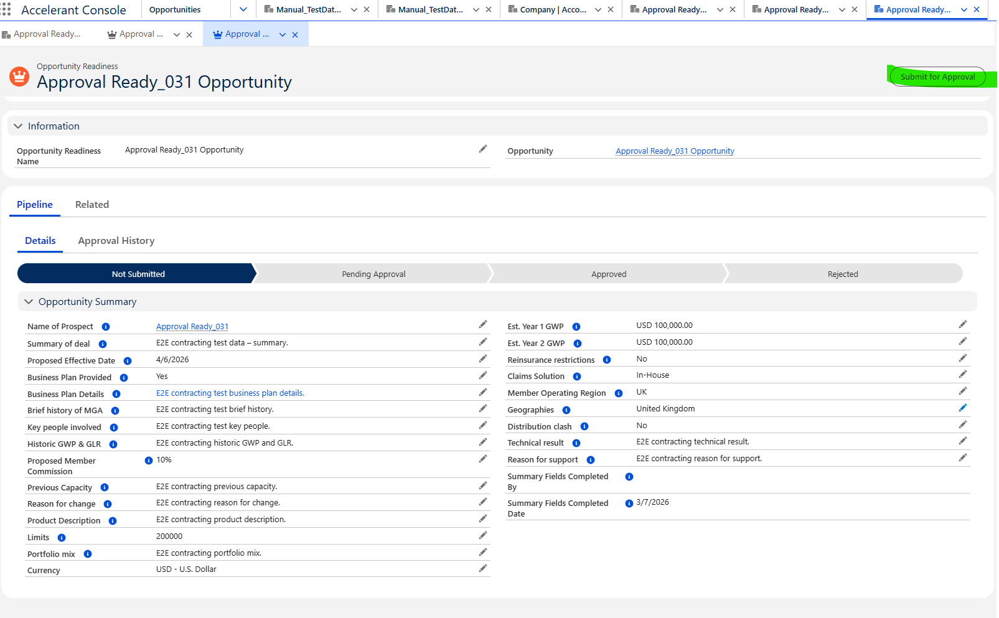 Accelerant Console
Opportunities
Manual_TestDat...
Manual_TestDat...
Company | Acco...
Approval Ready...
Approval Ready...
Approval Ready...
Approval Ready...
Approval ...
Approval ...
Opportunity Readiness
Approval Ready_031 Opportunity
Submit for Approval
Information
Opportunity Readiness Name
Approval Ready_031 Opportunity
Opportunity
Approval Ready_031 Opportunity
Pipeline
Related
Details
Approval History
Not Submitted
Pending Approval
Approved
Rejected
Opportunity Summary
Name of Prospect
Approval Ready_031
Summary of deal
E2E contracting test data – summary.
Proposed Effective Date
4/6/2026
Business Plan Provided
Yes
Business Plan Details
E2E contracting test business plan details.
Brief history of MGA
E2E contracting test brief history.
Key people involved
E2E contracting test key people.
Historic GWP & GLR
E2E contracting historic GWP and GLR.
Proposed Member Commission
10%
Previous Capacity
E2E contracting previous capacity.
Reason for change
E2E contracting reason for change.
Product Description
E2E contracting product description.
Limits
200000
Portfolio mix
E2E contracting portfolio mix.
Currency
USD - U.S. Dollar
Est. Year 1 GWP
USD 100,000.00
Est. Year 2 GWP
USD 100,000.00
Reinsurance restrictions
No
Claims Solution
In-House
Member Operating Region
UK
Geographies
United Kingdom
Distribution clash
No
Technical result
E2E contracting technical result.
Reason for support
E2E contracting reason for support.
Summary Fields Completed By
Summary Fields Completed Date
3/7/2026